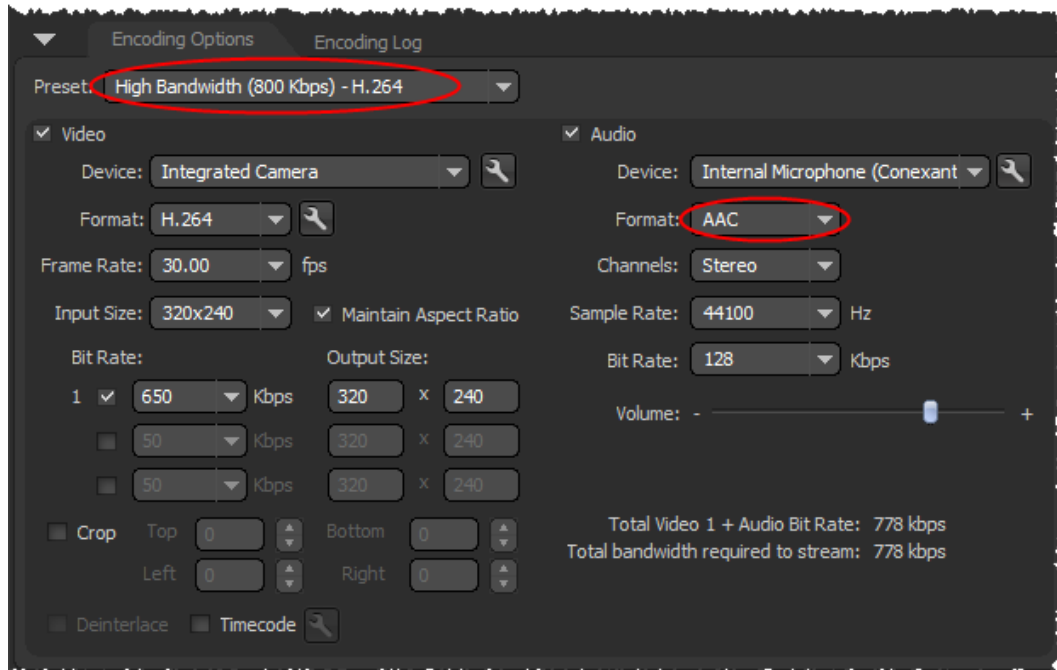 Encoding Options
Encoding Log
Preset: High Bandwidth (800 Kbps) - H.264
Video
Device: Integrated Camera
Format: H.264
Frame Rate: 30.00 fps
Input Size: 320x240 Maintain Aspect Ratio
Bit Rate: Output Size:
1 650 Kbps 320 x 240
50 Kbps 320 x 240
50 Kbps 320 x 240
Crop Top 0 Bottom 0
Left 0 Right 0
Deinterlace Timecode
Audio
Device: Internal Microphone (Conexant
Format: AAC
Channels: Stereo
Sample Rate: 44100 Hz
Bit Rate: 128 Kbps
Volume: - +
Total Video 1 + Audio Bit Rate: 778 kbps
Total bandwidth required to stream: 778 kbps